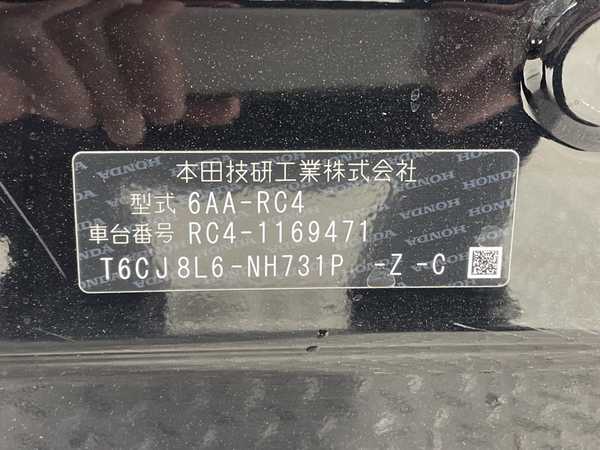 本田技研工業株式会社
型式 6AA-RC4
車台番号 RC4-1169471
T6CJ8L6-NH731P -Z -C